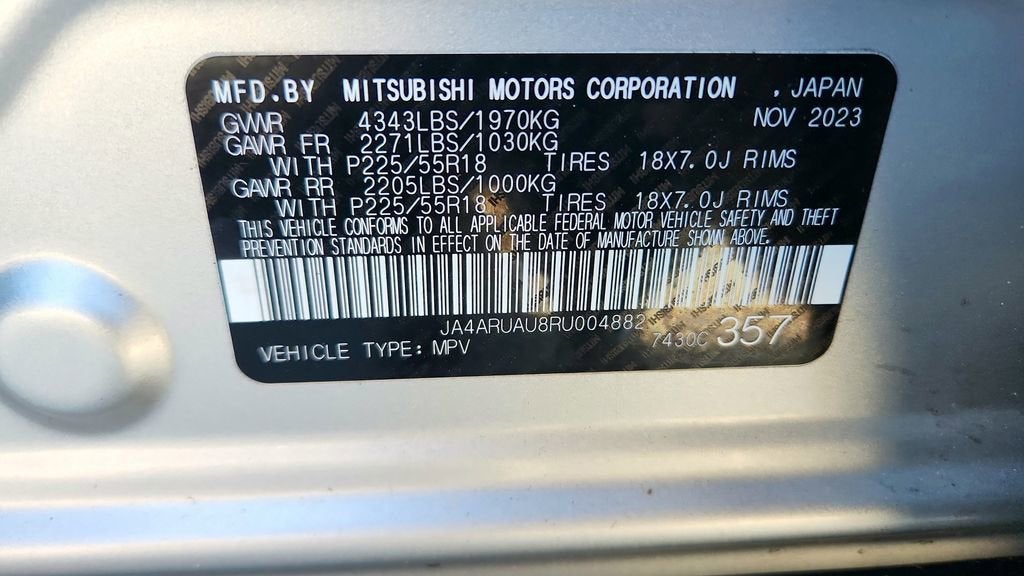 MFD.BY MITSUBISHI MOTORS CORPORATION . JAPAN
GVWR 4343LBS/1970KG NOV 2023
GAWR FR 2271LBS/1030KG
WITH P225/55R18 TIRES 18X7.0J RIMS
GAWR RR 2205LBS/1000KG
WITH P225/55R18 TIRES 18X7.0J RIMS
THIS VEHICLE CONFORMS TO ALL APPLICABLE FEDERAL MOTOR VEHICLE SAFETY AND THEFT
PREVENTION STANDARDS IN EFFECT ON THE DATE OF MANUFACTURE SHOWN ABOVE.
JA4ARUAU8RU004882
VEHICLE TYPE: MPV 7430C 357